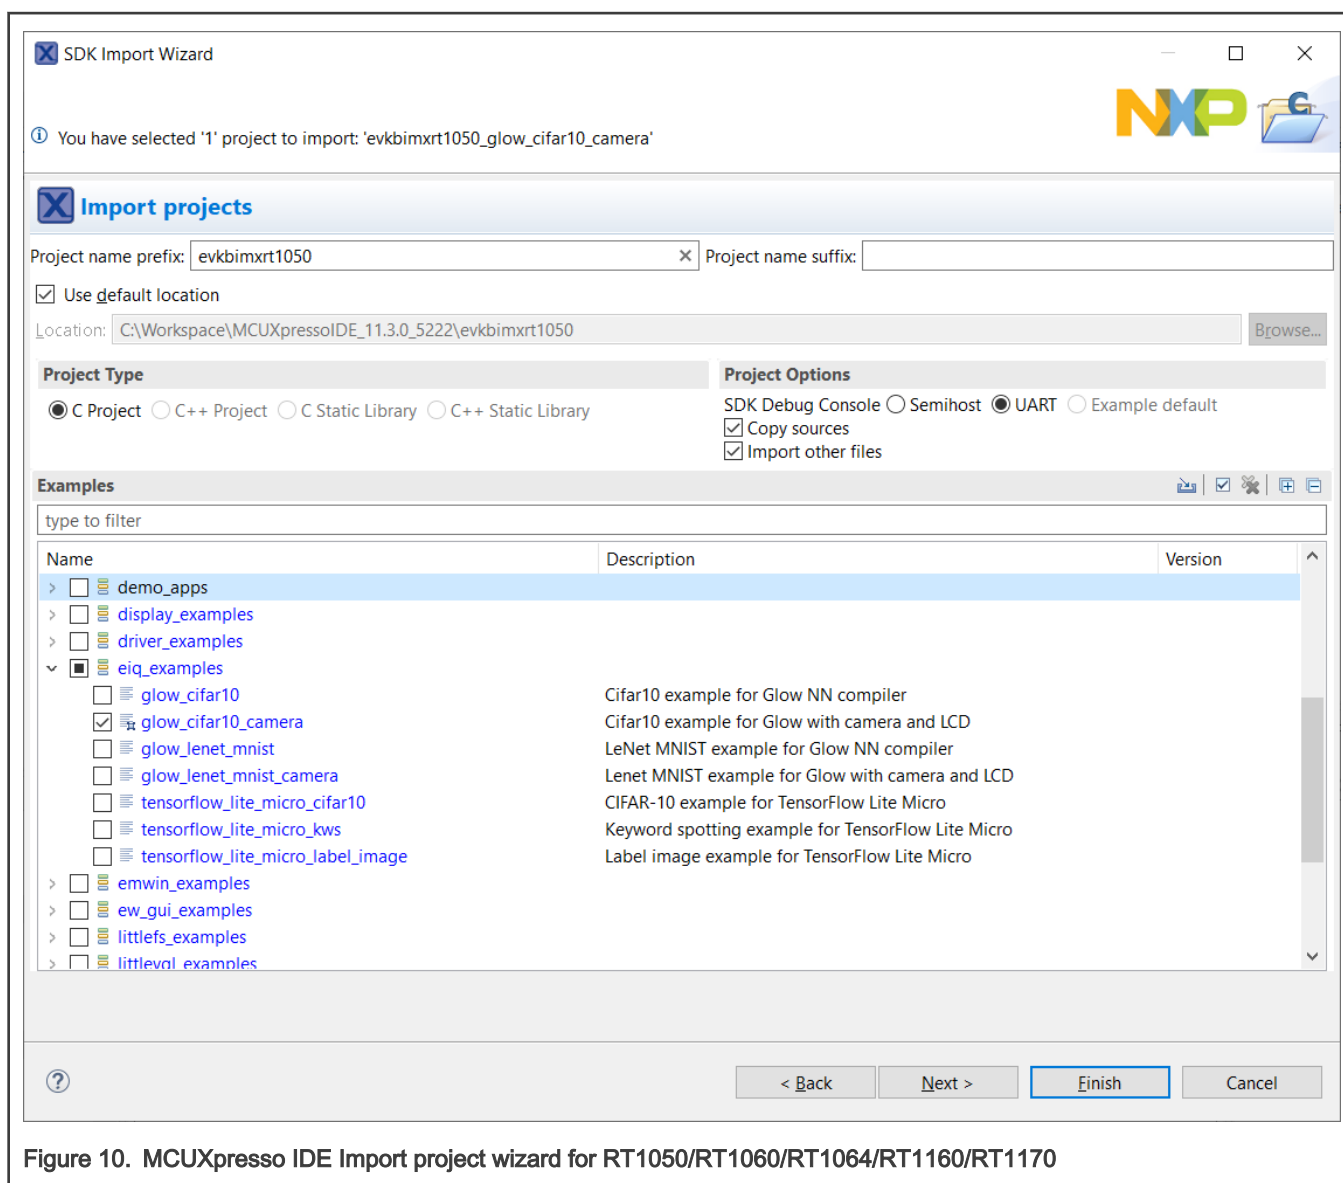 SDK Import Wizard
NXP
You have selected '1' project to import: 'evkbimxrt1050_glow_cifar10_camera'
Import projects
Project name prefix: evkbimxrt1050 Project name suffix:
Use default location
Location: C:\Workspace\MCUXpressoIDE_11.3.0_5222\evkbimxrt1050 Browse...
Project Type Project Options
C Project C++ Project C Static Library C++ Static Library SDK Debug Console Semihost UART Example default
Copy sources
Import other files
Examples
type to filter
Name Description Version
demo_apps
display_examples
driver_examples
eiq_examples
glow_cifar10 Cifar10 example for Glow NN compiler
glow_cifar10_camera Cifar10 example for Glow with camera and LCD
glow_lenet_mnist LeNet MNIST example for Glow NN compiler
glow_lenet_mnist_camera Lenet MNIST example for Glow with camera and LCD
tensorflow_lite_micro_cifar10 CIFAR-10 example for TensorFlow Lite Micro
tensorflow_lite_micro_kws Keyword spotting example for TensorFlow Lite Micro
tensorflow_lite_micro_label_image Label image example for TensorFlow Lite Micro
emwin_examples
ew_gui_examples
littlefs_examples
littlevgl_examples
< Back Next > Finish Cancel
Figure 10. MCUXpresso IDE Import project wizard for RT1050/RT1060/RT1064/RT1160/RT1170